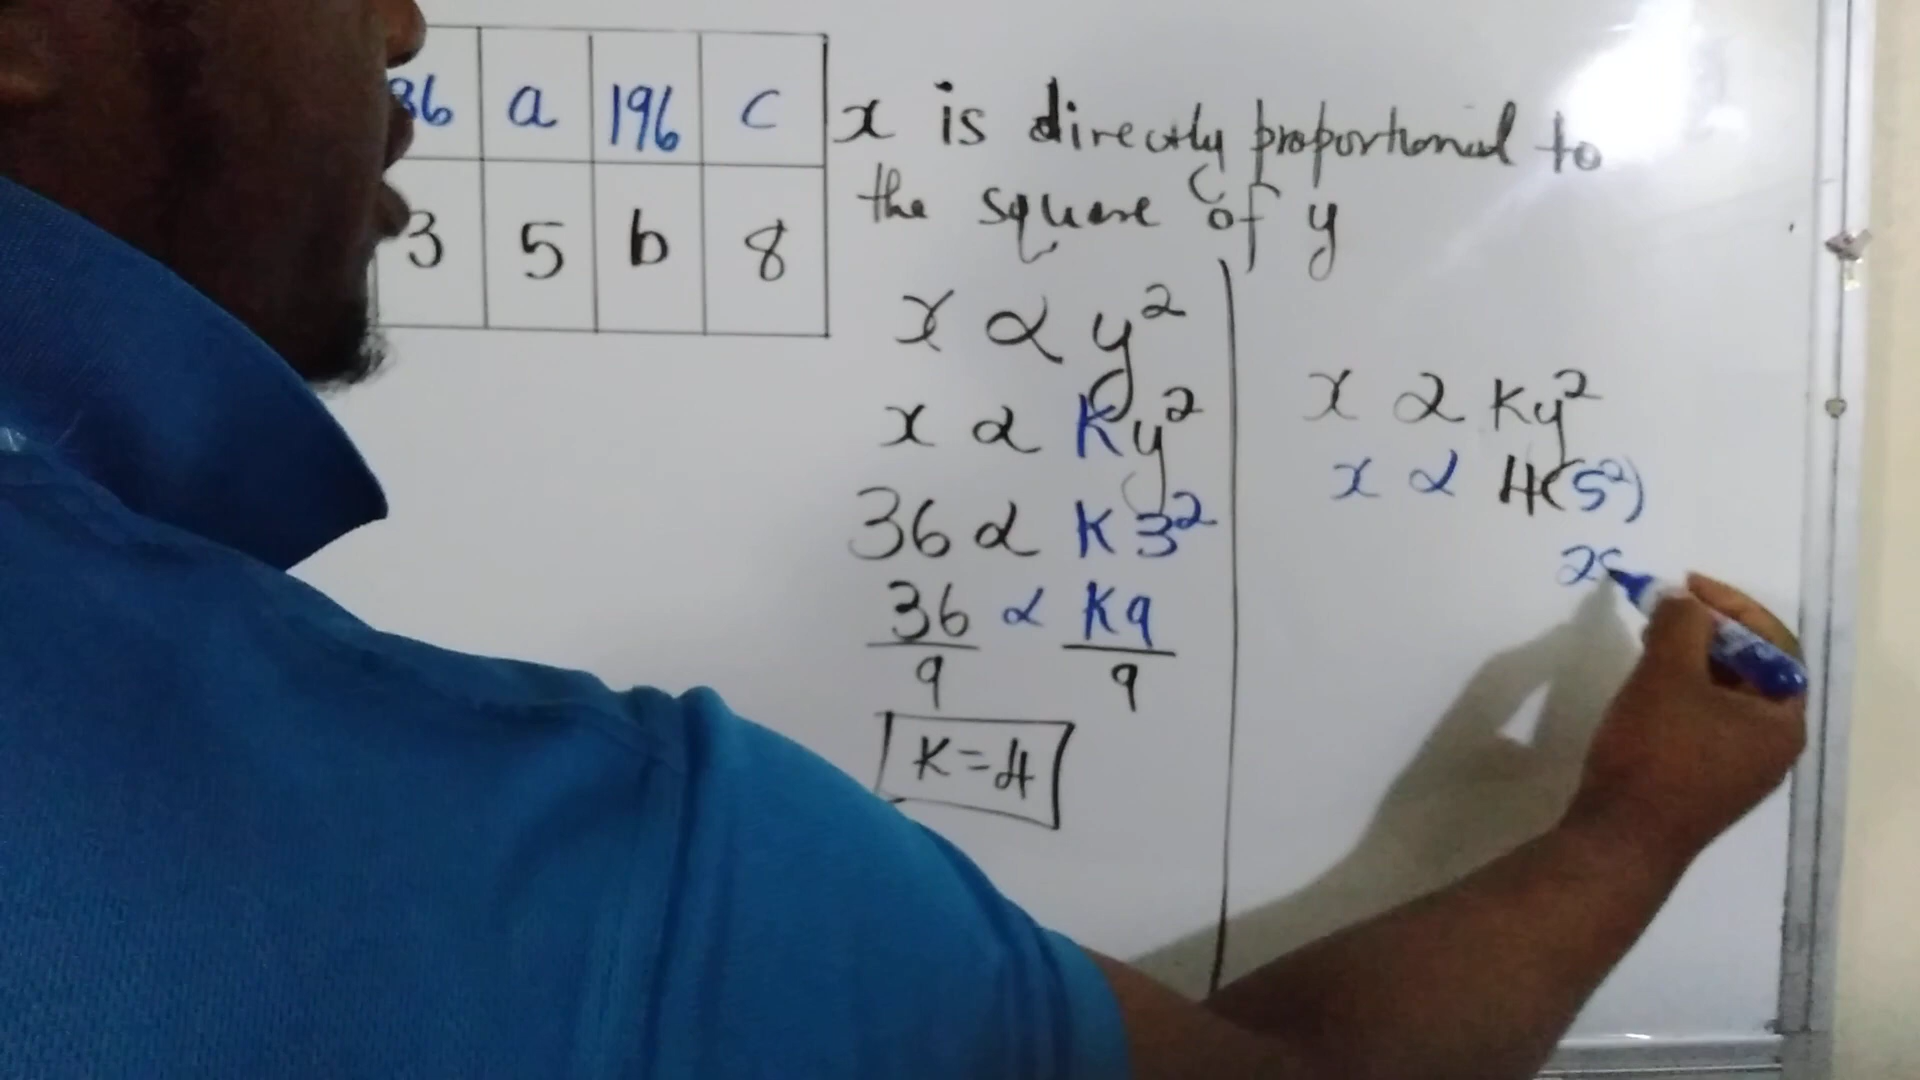 36 a 196 c
3 5 b 8
x is directly proportional to
the square of y
x α y²
x α Ky²
36 α K3²
36 α K9
9 9
K=4
x α Ky²
x α 4(5²)
25